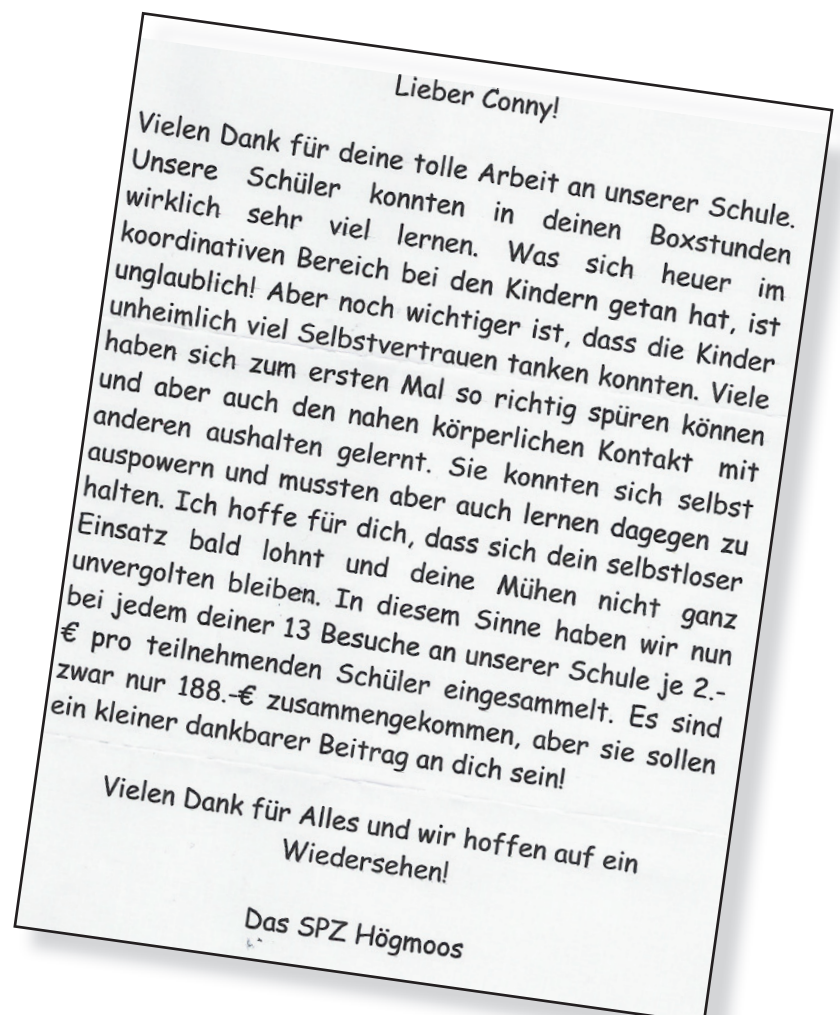 Lieber Conny!
Vielen Dank für deine tolle Arbeit an unserer Schule.
Unsere Schüler konnten in deinen Boxstunden
wirklich sehr viel lernen. Was sich heuer im
koordinativen Bereich bei den Kindern getan hat, ist
unglaublich! Aber noch wichtiger ist, dass die Kinder
unheimlich viel Selbstvertrauen tanken konnten. Viele
haben sich zum ersten Mal so richtig spüren können
und aber auch den nahen körperlichen Kontakt mit
anderen aushalten gelernt. Sie konnten sich selbst
auspowern und mussten aber auch lernen dagegen zu
halten. Ich hoffe für dich, dass sich dein selbstloser
Einsatz bald lohnt und deine Mühen nicht ganz
unvergolten bleiben. In diesem Sinne haben wir nun
bei jedem deiner 13 Besuche an unserer Schule je 2.-
€ pro teilnehmenden Schüler eingesammelt. Es sind
zwar nur 188.-€ zusammengekommen, aber sie sollen
ein kleiner dankbarer Beitrag an dich sein!
Vielen Dank für Alles und wir hoffen auf ein
Wiedersehen!
Das SPZ Högmoos